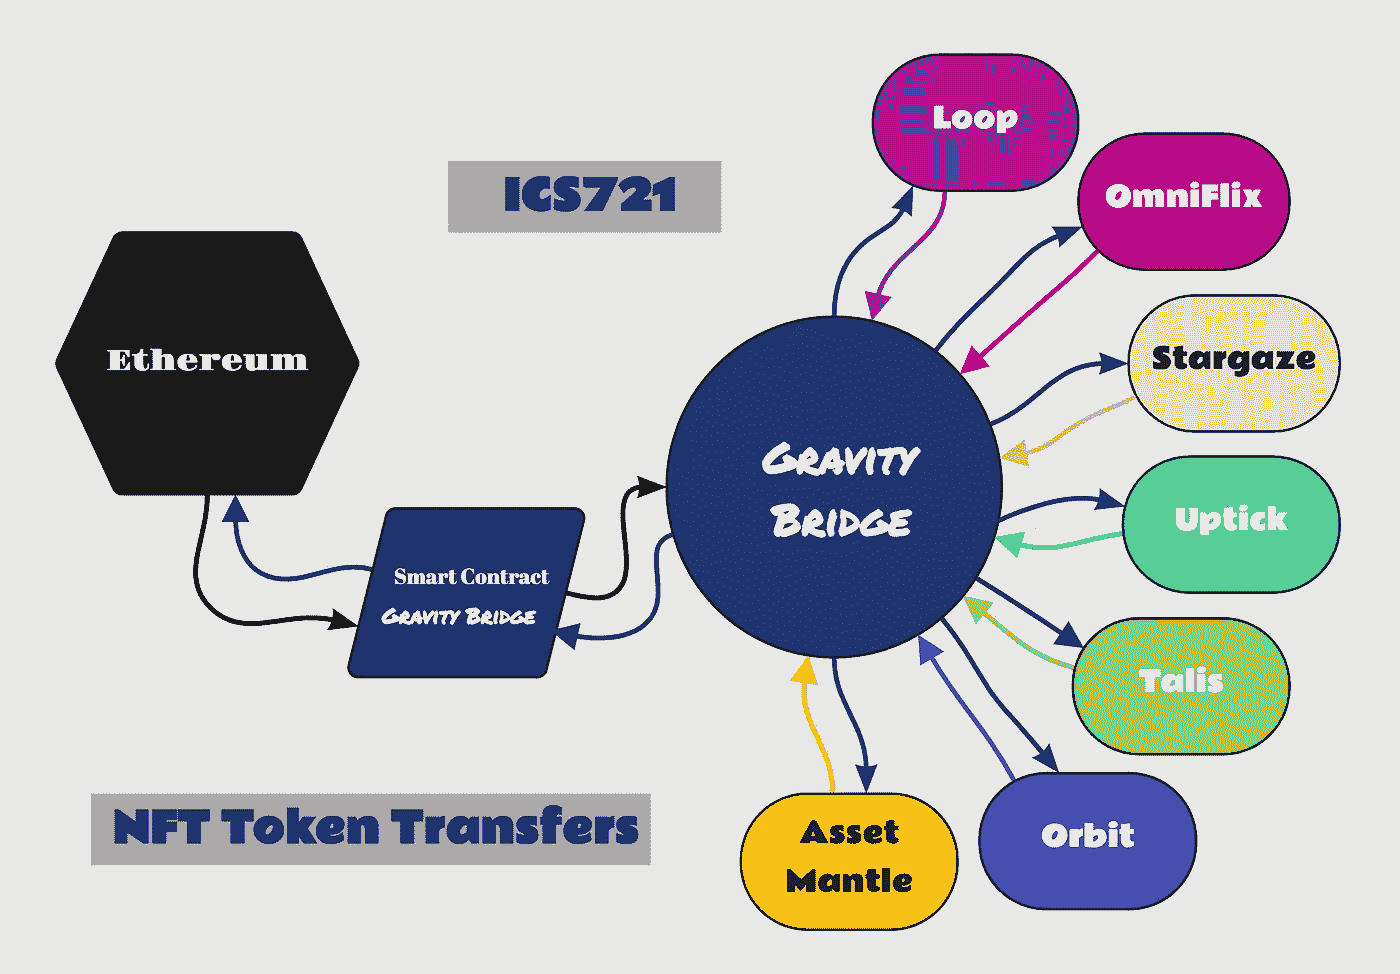 Loop
OmniFlix
ICS721
Stargaze
Ethereum
Gravity
Bridge
Uptick
Smart Contract
Gravity Bridge
Talis
NFT Token Transfers
Asset
Mantle
Orbit